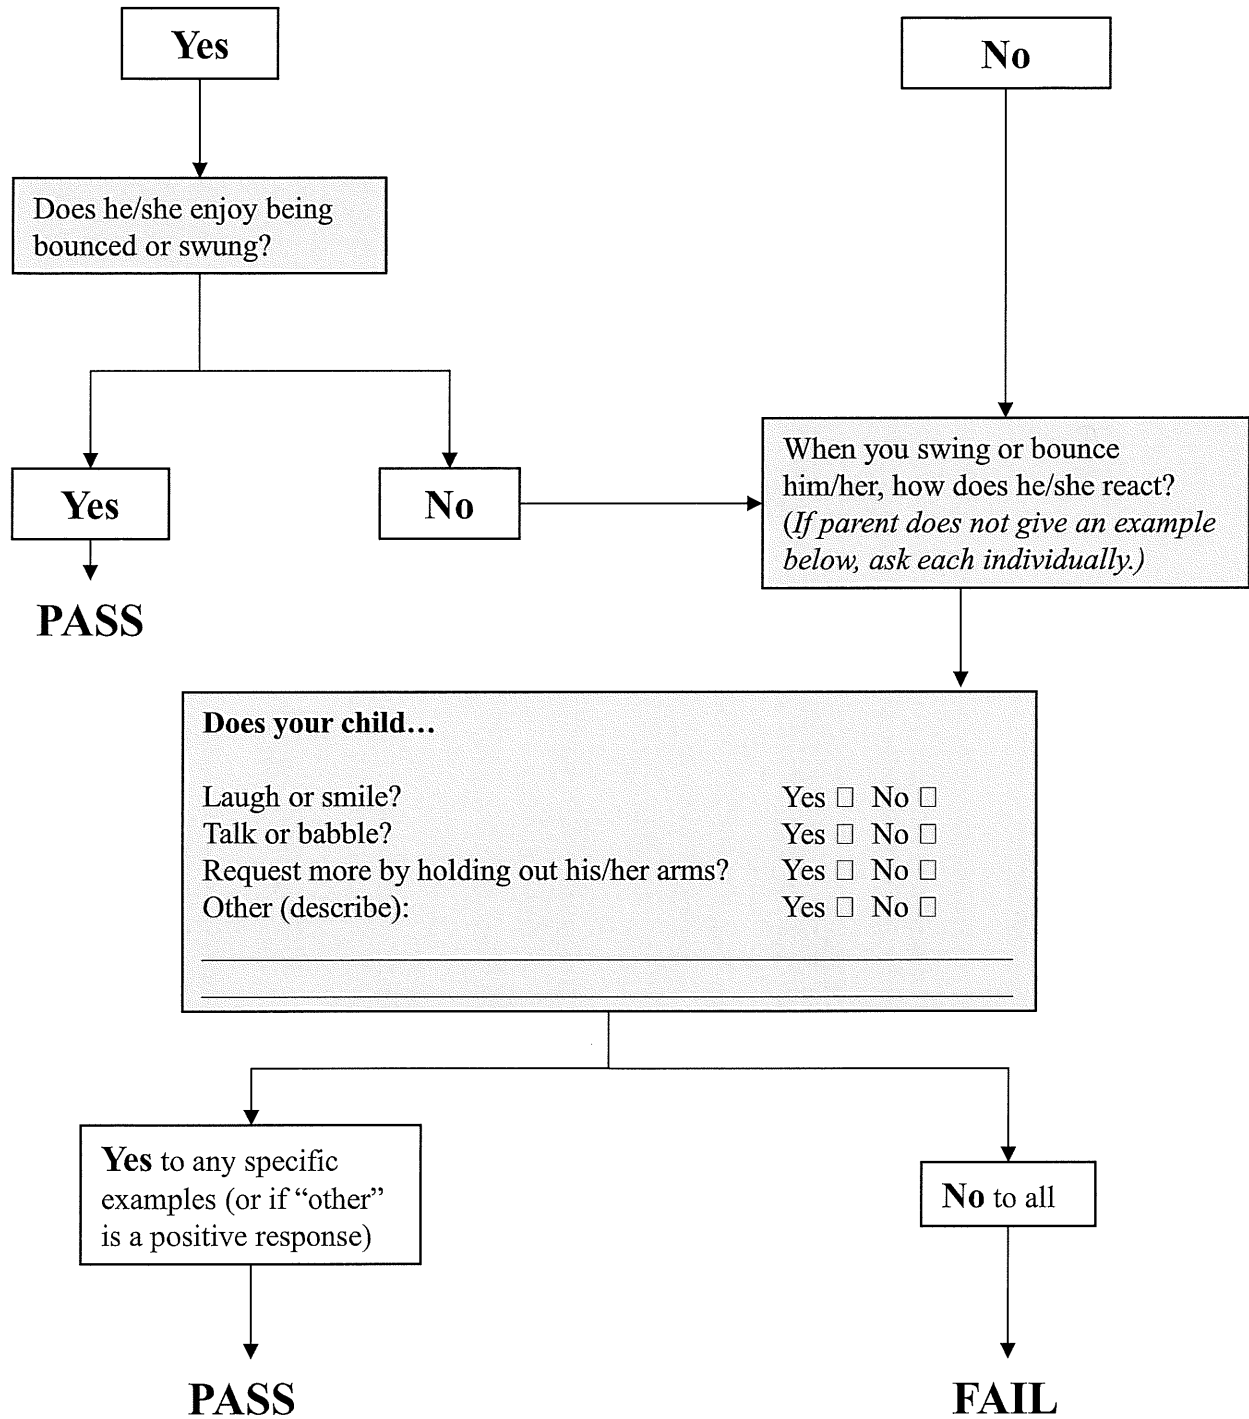 Yes
No
Does he/she enjoy being
bounced or swung?
Yes
No
When you swing or bounce
him/her, how does he/she react?
(If parent does not give an example
below, ask each individually.)
PASS
Does your child…
Laugh or smile? Yes □ No □
Talk or babble? Yes □ No □
Request more by holding out his/her arms? Yes □ No □
Other (describe): Yes □ No □
Yes to any specific
examples (or if “other”
is a positive response)
No to all
PASS
FAIL